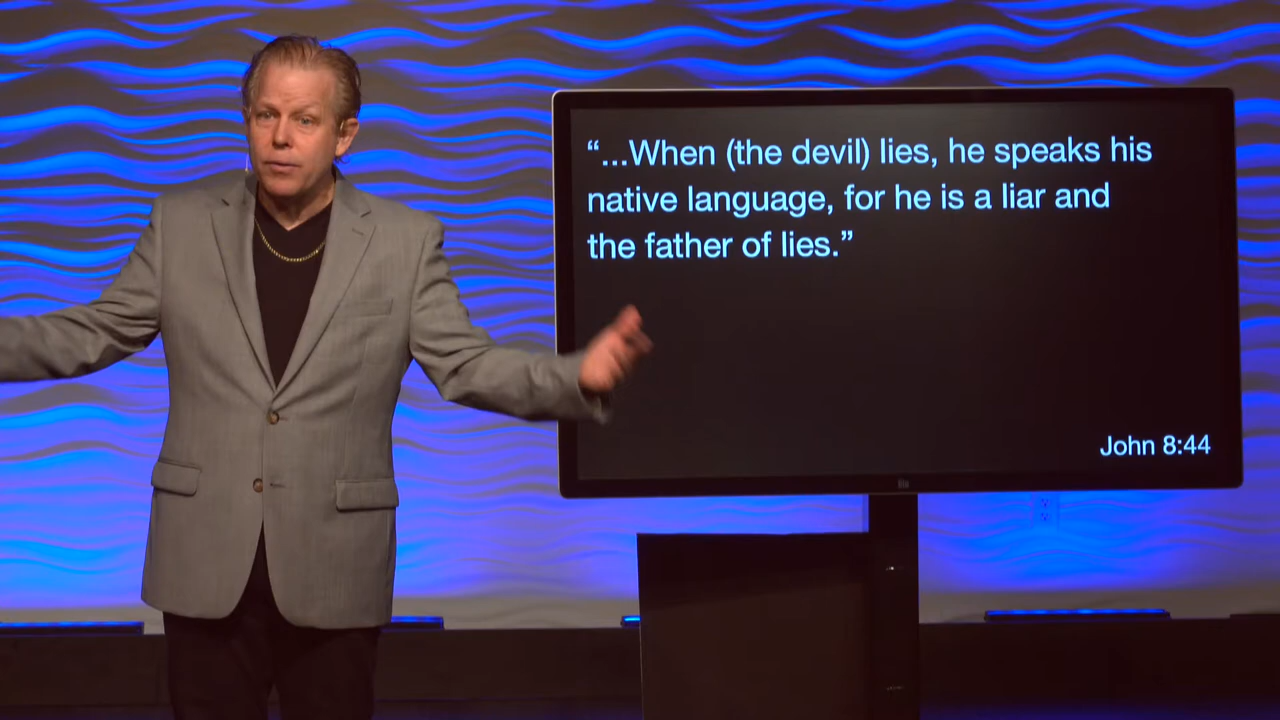 “...When (the devil) lies, he speaks his
native language, for he is a liar and
the father of lies.”
John 8:44
elo